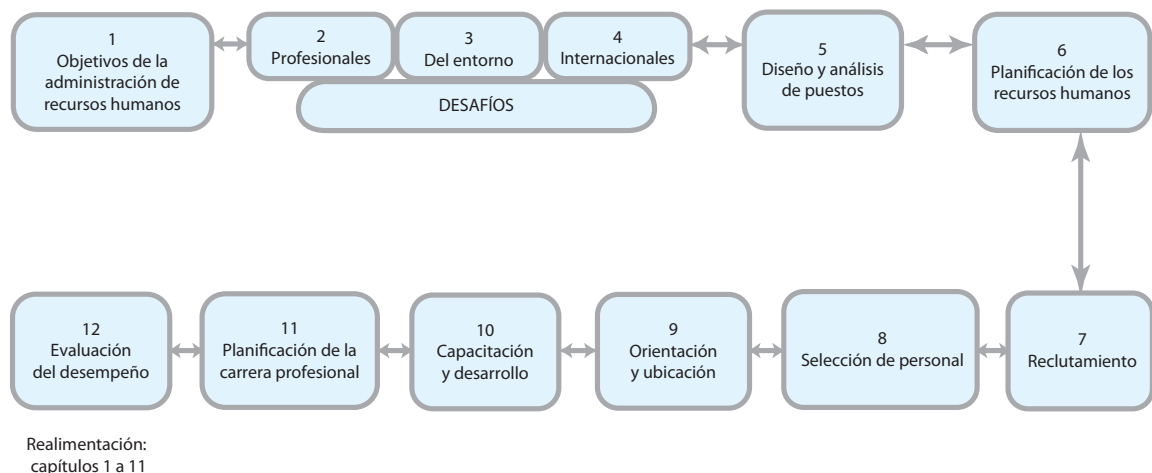 1
Objetivos de la
administración de
recursos humanos
2
Profesionales
3
Del entorno
4
Internacionales
DESAFÍOS
5
Diseño y análisis
de puestos
6
Planificación de los
recursos humanos
12
Evaluación
del desempeño
11
Planificación de la
carrera profesional
10
Capacitación
y desarrollo
9
Orientación
y ubicación
8
Selección de personal
7
Reclutamiento
Realimentación:
capítulos 1 a 11